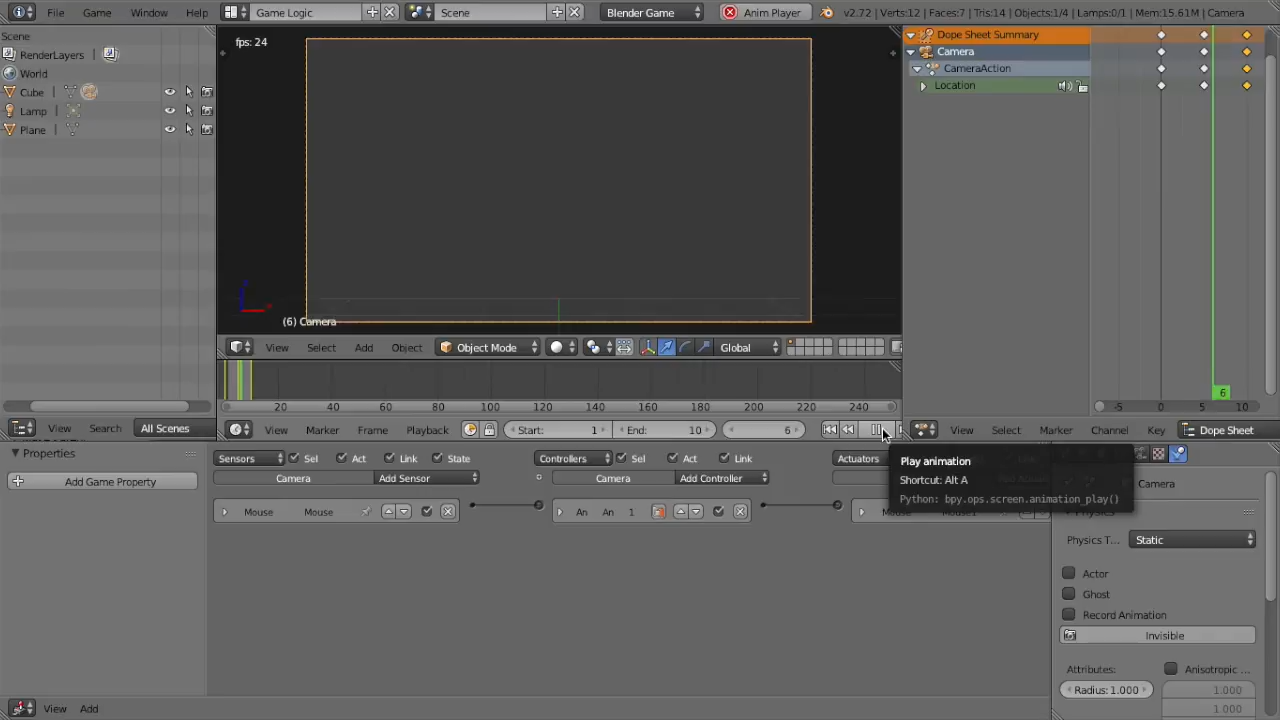 File Game Window Help Game Logic Scene Blender Game Anim Player v2.72 | Verts:12 | Faces:7 | Tris:14 | Objects:1/4 | Lamps:0/1 | Mem:15.61M | Camera
Scene
RenderLayers
World
Cube
Lamp
Plane
View Search All Scenes
fps: 24
(6) Camera
View Select Add Object Object Mode Global
20 40 60 80 100 120 140 160 180 200 220 240
View Marker Frame Playback Start: 1 End: 10 6
Dope Sheet Summary
Camera
CameraAction
Location
6
-5 0 5 10
View Select Marker Channel Key Dope Sheet
Properties
Add Game Property
Sensors Sel Act Link State
Camera Add Sensor
Mouse Mouse
Controllers Sel Act Link
Camera Add Controller
An An 1
Actuators
Play animation
Shortcut: Alt A
Python: bpy.ops.screen.animation_play()
Camera
Physics T... Static
Actor
Ghost
Record Animation
Invisible
Attributes: Anisotropic ...
Radius: 1.000 1.000
1.000
View Add